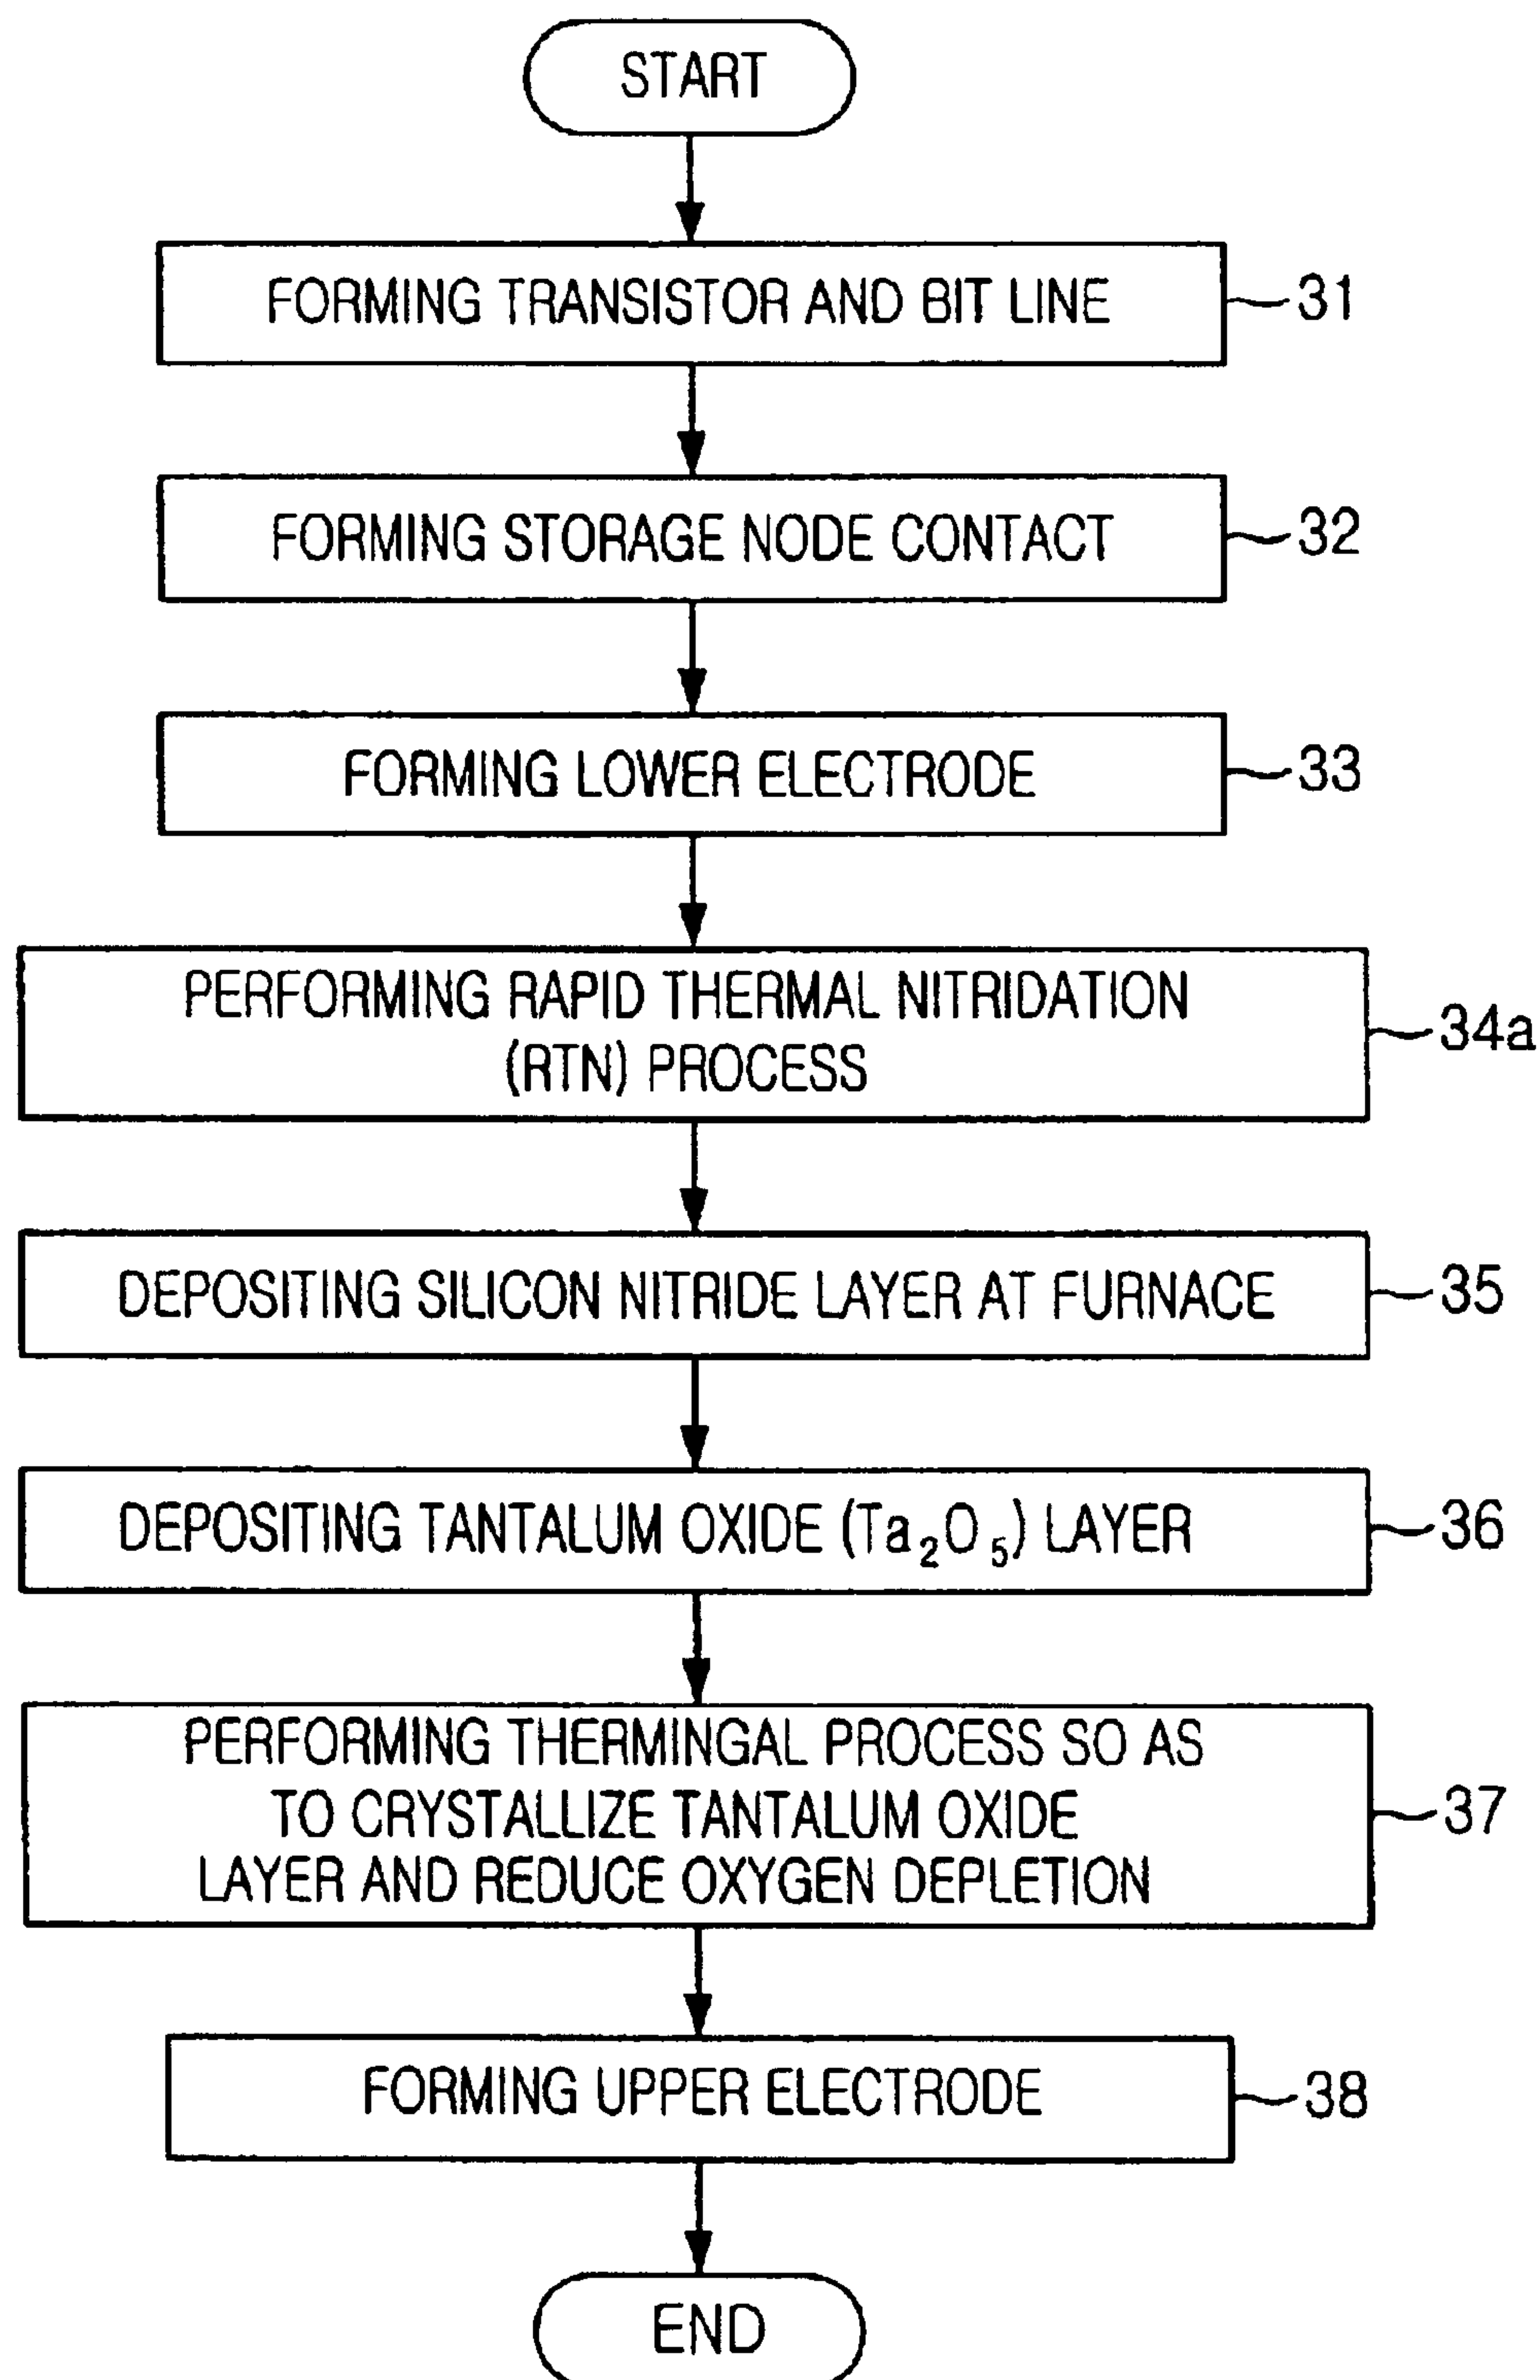 START
FORMING TRANSISTOR AND BIT LINE
31
FORMING STORAGE NODE CONTACT
32
FORMING LOWER ELECTRODE
33
PERFORMING RAPID THERMAL NITRIDATION
(RTN) PROCESS
34a
DEPOSITING SILICON NITRIDE LAYER AT FURNACE
35
DEPOSITING TANTALUM OXIDE (Ta₂O₅) LAYER
36
PERFORMING THERMINGAL PROCESS SO AS
TO CRYSTALLIZE TANTALUM OXIDE
LAYER AND REDUCE OXYGEN DEPLETION
37
FORMING UPPER ELECTRODE
38
END